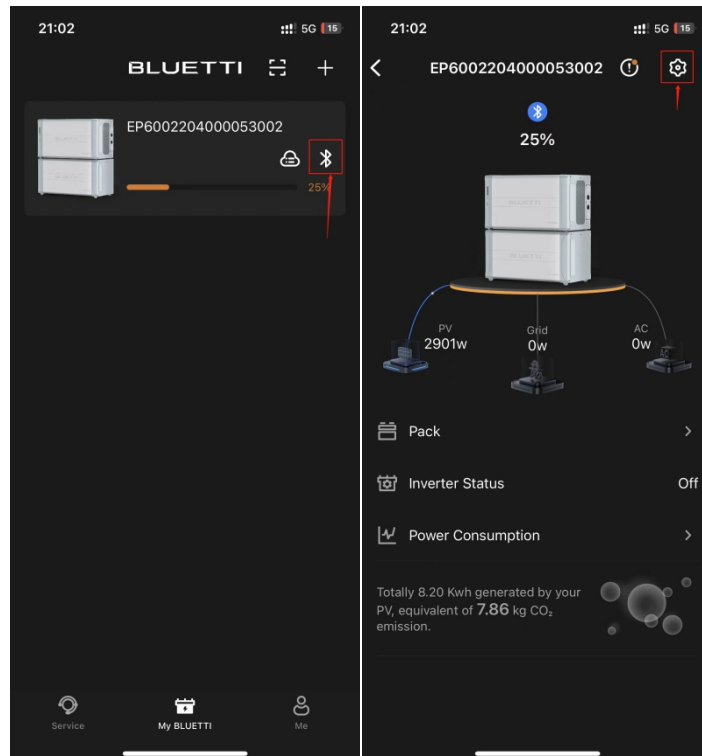 21:02
5G 15
BLUETTI
EP6002204000053002
25%
Service
My BLUETTI
Me
21:02
5G 15
EP6002204000053002
25%
PV
2901w
Grid
0w
AC
0w
Pack
Inverter Status
Off
Power Consumption
Totally 8.20 Kwh generated by your
PV, equivalent of 7.86 kg CO₂
emission.